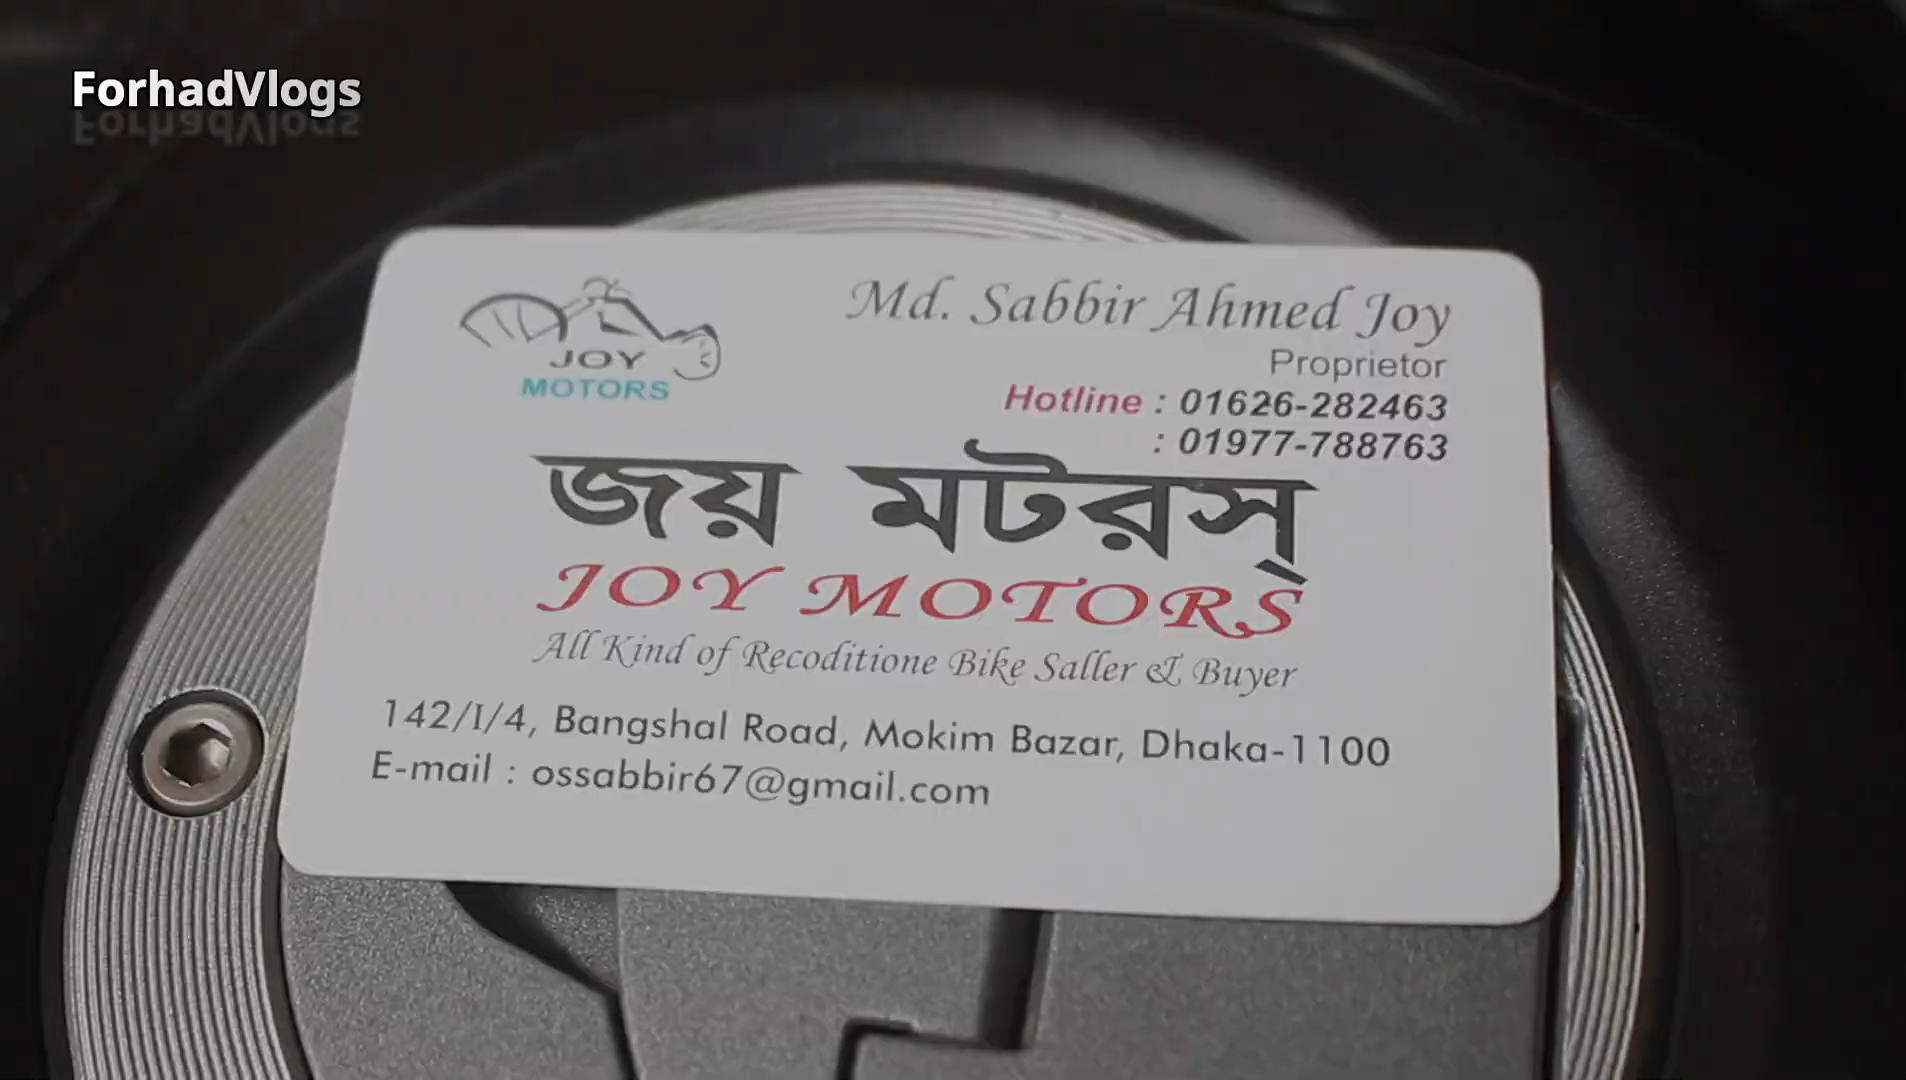 ForhadVlogs
JOY
MOTORS
Md. Sabbir Ahmed Joy
Proprietor
Hotline : 01626-282463
: 01977-788763
জয় মটরস্
JOY MOTORS
All Kind of Recoditione Bike Saller & Buyer
142/I/4, Bangshal Road, Mokim Bazar, Dhaka-1100
E-mail : ossabbir67@gmail.com